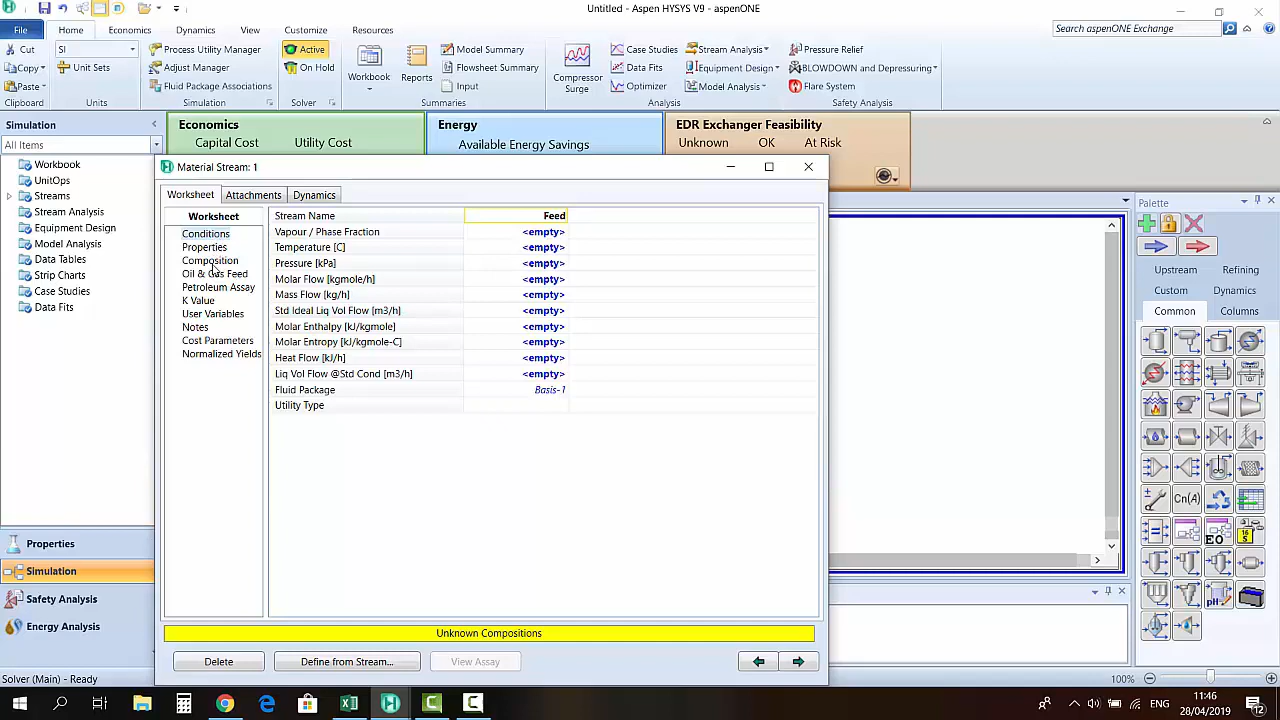 Untitled - Aspen HYSYS V9 - aspenONE
File Home Economics Dynamics View Customize Resources
Search aspenONE Exchange
Cut
Copy
Paste
Clipboard
SI
Unit Sets
Units
Process Utility Manager
Adjust Manager
Fluid Package Associations
Simulation
Active
On Hold
Solver
Workbook
Reports
Model Summary
Flowsheet Summary
Input
Summaries
Compressor
Surge
Case Studies
Data Fits
Optimizer
Stream Analysis
Equipment Design
Model Analysis
Analysis
Pressure Relief
BLOWDOWN and Depressuring
Flare System
Safety Analysis
Simulation
All Items
Workbook
UnitOps
Streams
Stream Analysis
Equipment Design
Model Analysis
Data Tables
Strip Charts
Case Studies
Data Fits
Properties
Simulation
Safety Analysis
Energy Analysis
Economics
Capital Cost Utility Cost
Energy
Available Energy Savings
EDR Exchanger Feasibility
Unknown OK At Risk
Material Stream: 1
Worksheet Attachments Dynamics
Worksheet
Conditions
Properties
Composition
Oil & Gas Feed
Petroleum Assay
K Value
User Variables
Notes
Cost Parameters
Normalized Yields
Stream Name Feed
Vapour / Phase Fraction <empty>
Temperature [C] <empty>
Pressure [kPa] <empty>
Molar Flow [kgmole/h] <empty>
Mass Flow [kg/h] <empty>
Std Ideal Liq Vol Flow [m3/h] <empty>
Molar Enthalpy [kJ/kgmole] <empty>
Molar Entropy [kJ/kgmole-C] <empty>
Heat Flow [kJ/h] <empty>
Liq Vol Flow @Std Cond [m3/h] <empty>
Fluid Package Basis-1
Utility Type
Unknown Compositions
Delete Define from Stream... View Assay
Palette
Upstream Refining
Custom Dynamics
Common Columns
Cn(A)
EO
pH
Solver (Main) - Ready
100%
ENG
11:46
28/04/2019
2